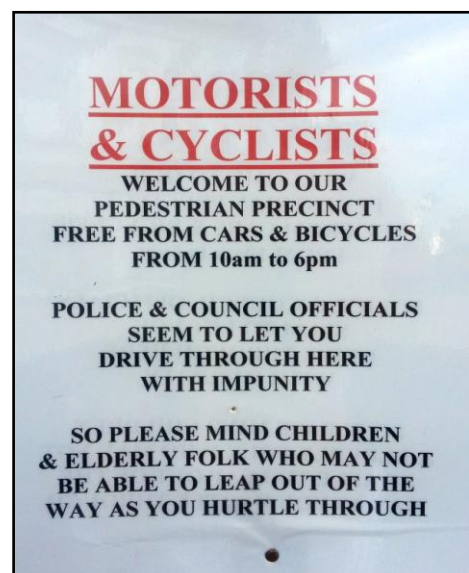 MOTORISTS
& CYCLISTS
WELCOME TO OUR
PEDESTRIAN PRECINCT
FREE FROM CARS & BICYCLES
FROM 10am to 6pm
POLICE & COUNCIL OFFICIALS
SEEM TO LET YOU
DRIVE THROUGH HERE
WITH IMPUNITY
SO PLEASE MIND CHILDREN
& ELDERLY FOLK WHO MAY NOT
BE ABLE TO LEAP OUT OF THE
WAY AS YOU HURTLE THROUGH